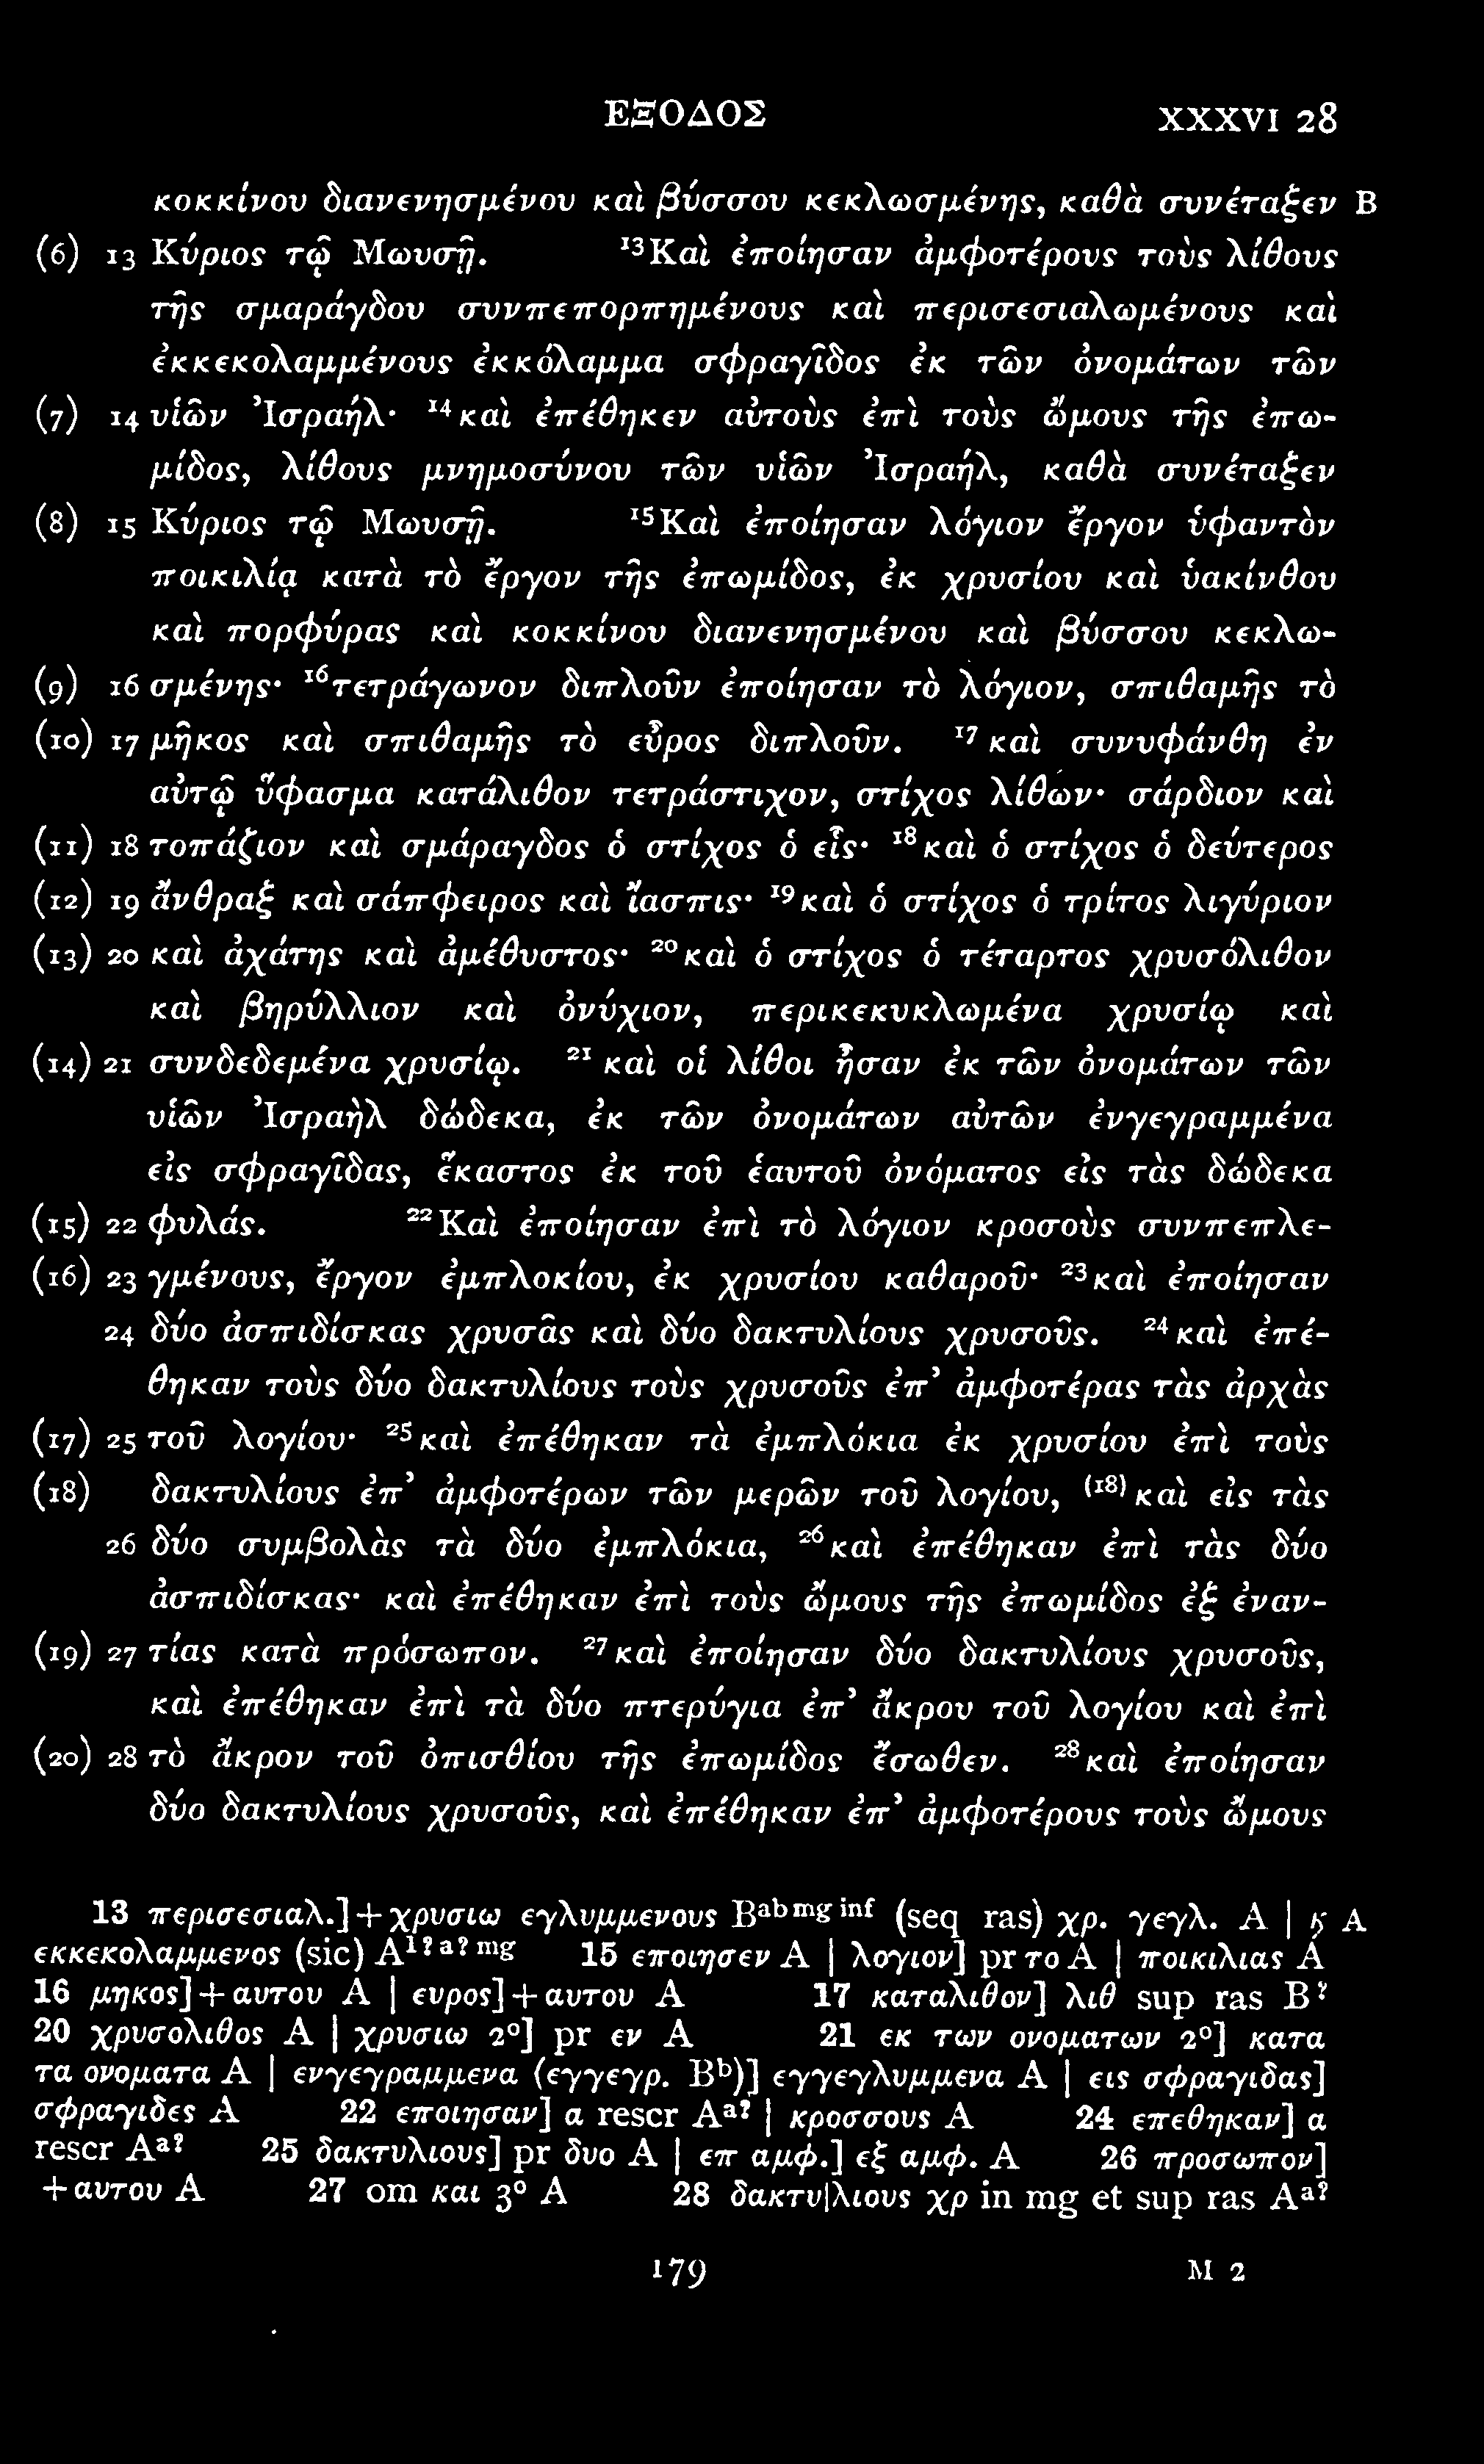 ΕΞΟΔΟΣ XXXVI 28
κοκκίνου διανενησμένου καὶ βύσσου κεκλωσμένης, καθὰ συνέταξεν B
(6) 13 Κύριος τῷ Μωυσῇ. ¹³Καὶ ἐποίησαν ἀμφοτέρους τοὺς λίθους
τῆς σμαράγδου συνπεπορπημένους καὶ περισεσιαλωμένους καὶ
ἐκκεκολαμμένους ἐκκόλαμμα σφραγῖδος ἐκ τῶν ὀνομάτων τῶν
(7) 14 υἱῶν Ἰσραήλ· ¹⁴καὶ ἐπέθηκεν αὐτοὺς ἐπὶ τοὺς ὤμους τῆς ἐπω-
μίδος, λίθους μνημοσύνου τῶν υἱῶν Ἰσραήλ, καθὰ συνέταξεν
(8) 15 Κύριος τῷ Μωυσῇ. ¹⁵Καὶ ἐποίησαν λόγιον ἔργον ὑφαντὸν
ποικιλίᾳ κατὰ τὸ ἔργον τῆς ἐπωμίδος, ἐκ χρυσίου καὶ ὑακίνθου
καὶ πορφύρας καὶ κοκκίνου διανενησμένου καὶ βύσσου κεκλω-
(9) 16 σμένης· ¹⁶τετράγωνον διπλοῦν ἐποίησαν τὸ λόγιον, σπιθαμῆς τὸ
(10) 17 μῆκος καὶ σπιθαμῆς τὸ εὖρος διπλοῦν. ¹⁷καὶ συνυφάνθη ἐν
αὐτῷ ὕφασμα κατάλιθον τετράστιχον, στίχος λίθων· σάρδιον καὶ
(11) 18 τοπάζιον καὶ σμάραγδος ὁ στίχος ὁ εἷς· ¹⁸καὶ ὁ στίχος ὁ δεύτερος
(12) 19 ἄνθραξ καὶ σάπφειρος καὶ ἴασπις· ¹⁹καὶ ὁ στίχος ὁ τρίτος λιγύριον
(13) 20 καὶ ἀχάτης καὶ ἀμέθυστος· ²⁰καὶ ὁ στίχος ὁ τέταρτος χρυσόλιθον
καὶ βηρύλλιον καὶ ὀνύχιον, περικεκυκλωμένα χρυσίῳ καὶ
(14) 21 συνδεδεμένα χρυσίῳ. ²¹καὶ οἱ λίθοι ἦσαν ἐκ τῶν ὀνομάτων τῶν
υἱῶν Ἰσραὴλ δώδεκα, ἐκ τῶν ὀνομάτων αὐτῶν ἐνγεγραμμένα
εἰς σφραγῖδας, ἕκαστος ἐκ τοῦ ἑαυτοῦ ὀνόματος εἰς τὰς δώδεκα
(15) 22 φυλάς. ²²Καὶ ἐποίησαν ἐπὶ τὸ λόγιον κροσοὺς συνπεπλε-
(16) 23 γμένους, ἔργον ἐμπλοκίου, ἐκ χρυσίου καθαροῦ· ²³καὶ ἐποίησαν
24 δύο ἀσπιδίσκας χρυσᾶς καὶ δύο δακτυλίους χρυσοῦς. ²⁴καὶ ἐπέ-
θηκαν τοὺς δύο δακτυλίους τοὺς χρυσοῦς ἐπ’ ἀμφοτέρας τὰς ἀρχὰς
(17) 25 τοῦ λογίου· ²⁵καὶ ἐπέθηκαν τὰ ἐμπλόκια ἐκ χρυσίου ἐπὶ τοὺς
(18) δακτυλίους ἐπ’ ἀμφοτέρων τῶν μερῶν τοῦ λογίου, ⁽¹⁸⁾καὶ εἰς τὰς
26 δύο συμβολὰς τὰ δύο ἐμπλόκια, ²⁶καὶ ἐπέθηκαν ἐπὶ τὰς δύο
ἀσπιδίσκας· καὶ ἐπέθηκαν ἐπὶ τοὺς ὤμους τῆς ἐπωμίδος ἐξ ἐναν-
(19) 27 τίας κατὰ πρόσωπον. ²⁷καὶ ἐποίησαν δύο δακτυλίους χρυσοῦς,
καὶ ἐπέθηκαν ἐπὶ τὰ δύο πτερύγια ἐπ’ ἄκρου τοῦ λογίου καὶ ἐπὶ
(20) 28 τὸ ἄκρον τοῦ ὀπισθίου τῆς ἐπωμίδος ἔσωθεν. ²⁸καὶ ἐποίησαν
δύο δακτυλίους χρυσοῦς, καὶ ἐπέθηκαν ἐπ’ ἀμφοτέρους τοὺς ὤμους
13 περισεσιαλ.]+χρυσιω εγλυμμενους Bᵃᵇᵐᵍ ⁱⁿᶠ (seq ras) χρ. γεγλ. A | A
εκκεκολαμμενος (sic) A¹ˀ ᵃˀ ᵐᵍ 15 εποιησεν A | λογιον] pr το A | ποικιλιας A
16 μηκος]+αυτου A | ευρος]+αυτου A 17 καταλιθον] λιθ sup ras Bˀ
20 χρυσολιθος A | χρυσιω 2°] pr εν A 21 εκ των ονοματων 2°] κατα
τα ονοματα A | ενγεγραμμενα (εγγεγρ. Bᵇ)] εγγεγλυμμενα A | εις σφραγιδας]
σφραγιδες A 22 εποιησαν] α rescr Aᵃˀ | κροσσους A 24 επεθηκαν] α
rescr Aᵃˀ 25 δακτυλιους] pr δυο A | επ αμφ.] εξ αμφ. A 26 προσωπον]
+αυτου A 27 om και 3° A 28 δακτυ|λιους χρ in mg et sup ras Aᵃˀ
179 M 2